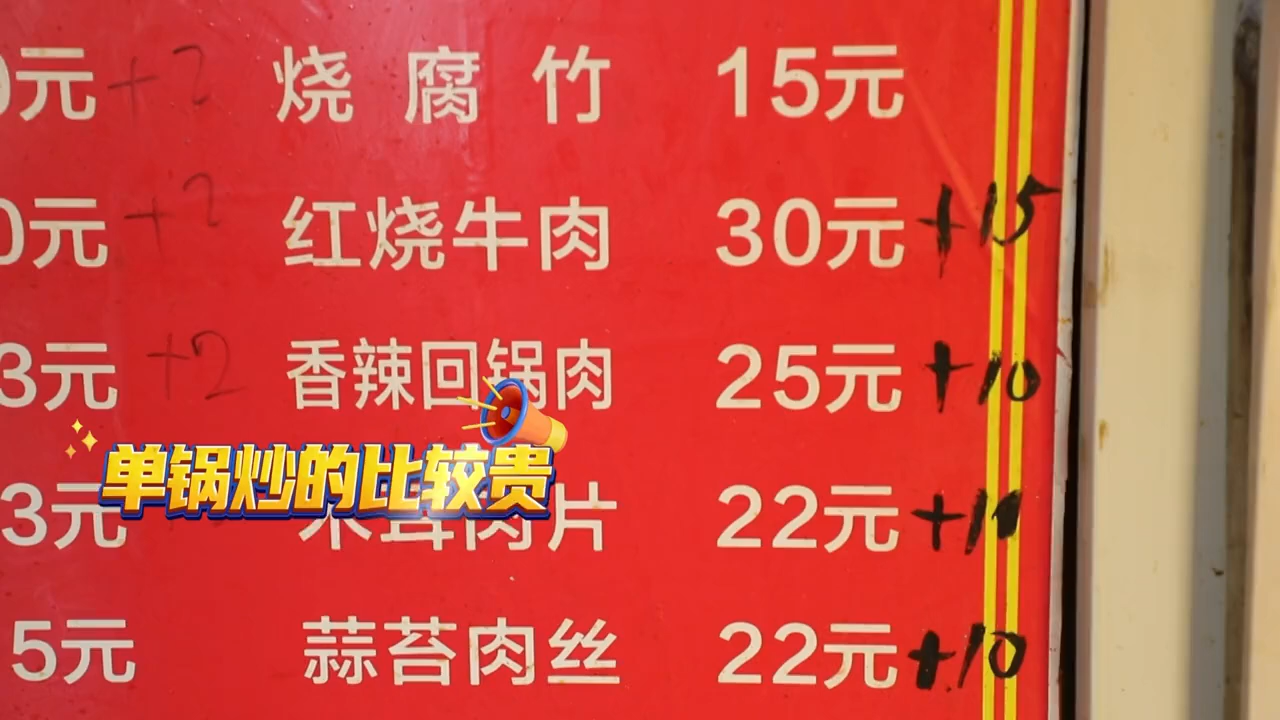 元 +2 烧腐竹 15元
0元 +2 红烧牛肉 30元 +15
3元 +2 香辣回锅肉 25元 +10
单锅炒的比较贵
3元 木耳肉片 22元
5元 蒜苔肉丝 22元 +10